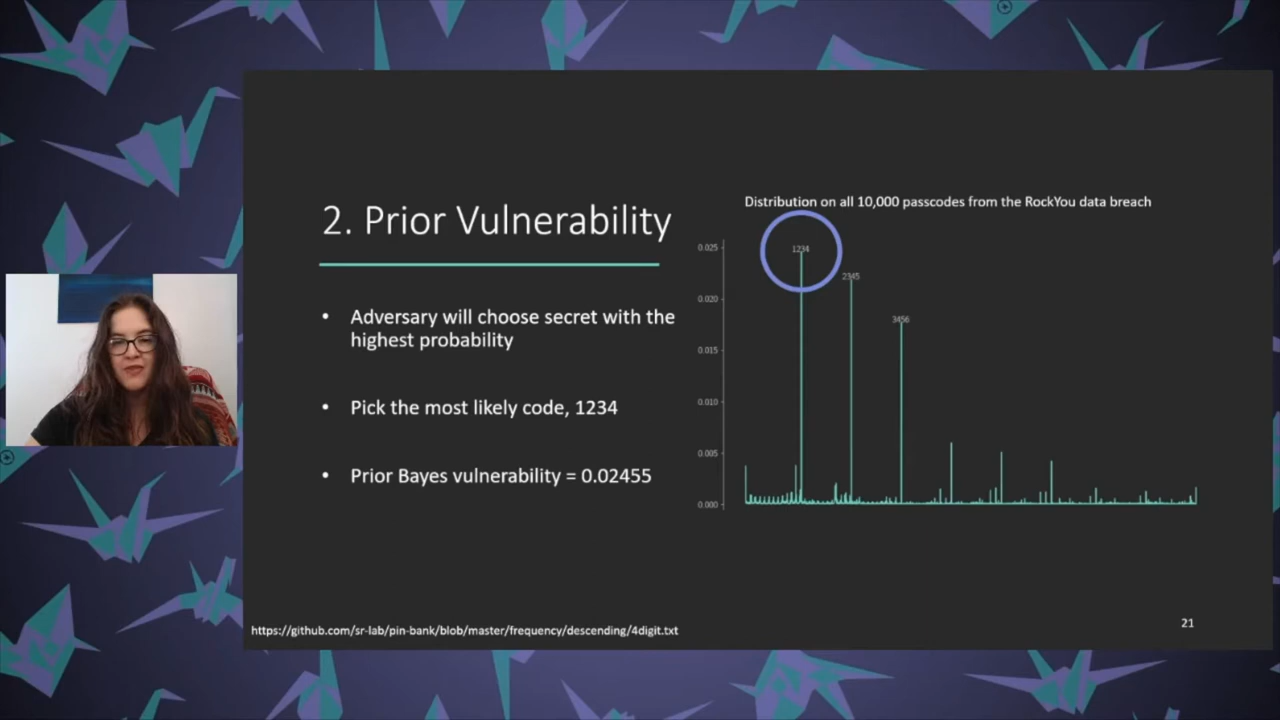 2. Prior Vulnerability
Adversary will choose secret with the
highest probability
Pick the most likely code, 1234
Prior Bayes vulnerability = 0.02455
Distribution on all 10,000 passcodes from the RockYou data breach
0.025
0.020
0.015
0.010
0.005
0.000
1234
2345
3456
https://github.com/sr-lab/pin-bank/blob/master/frequency/descending/4digit.txt
21